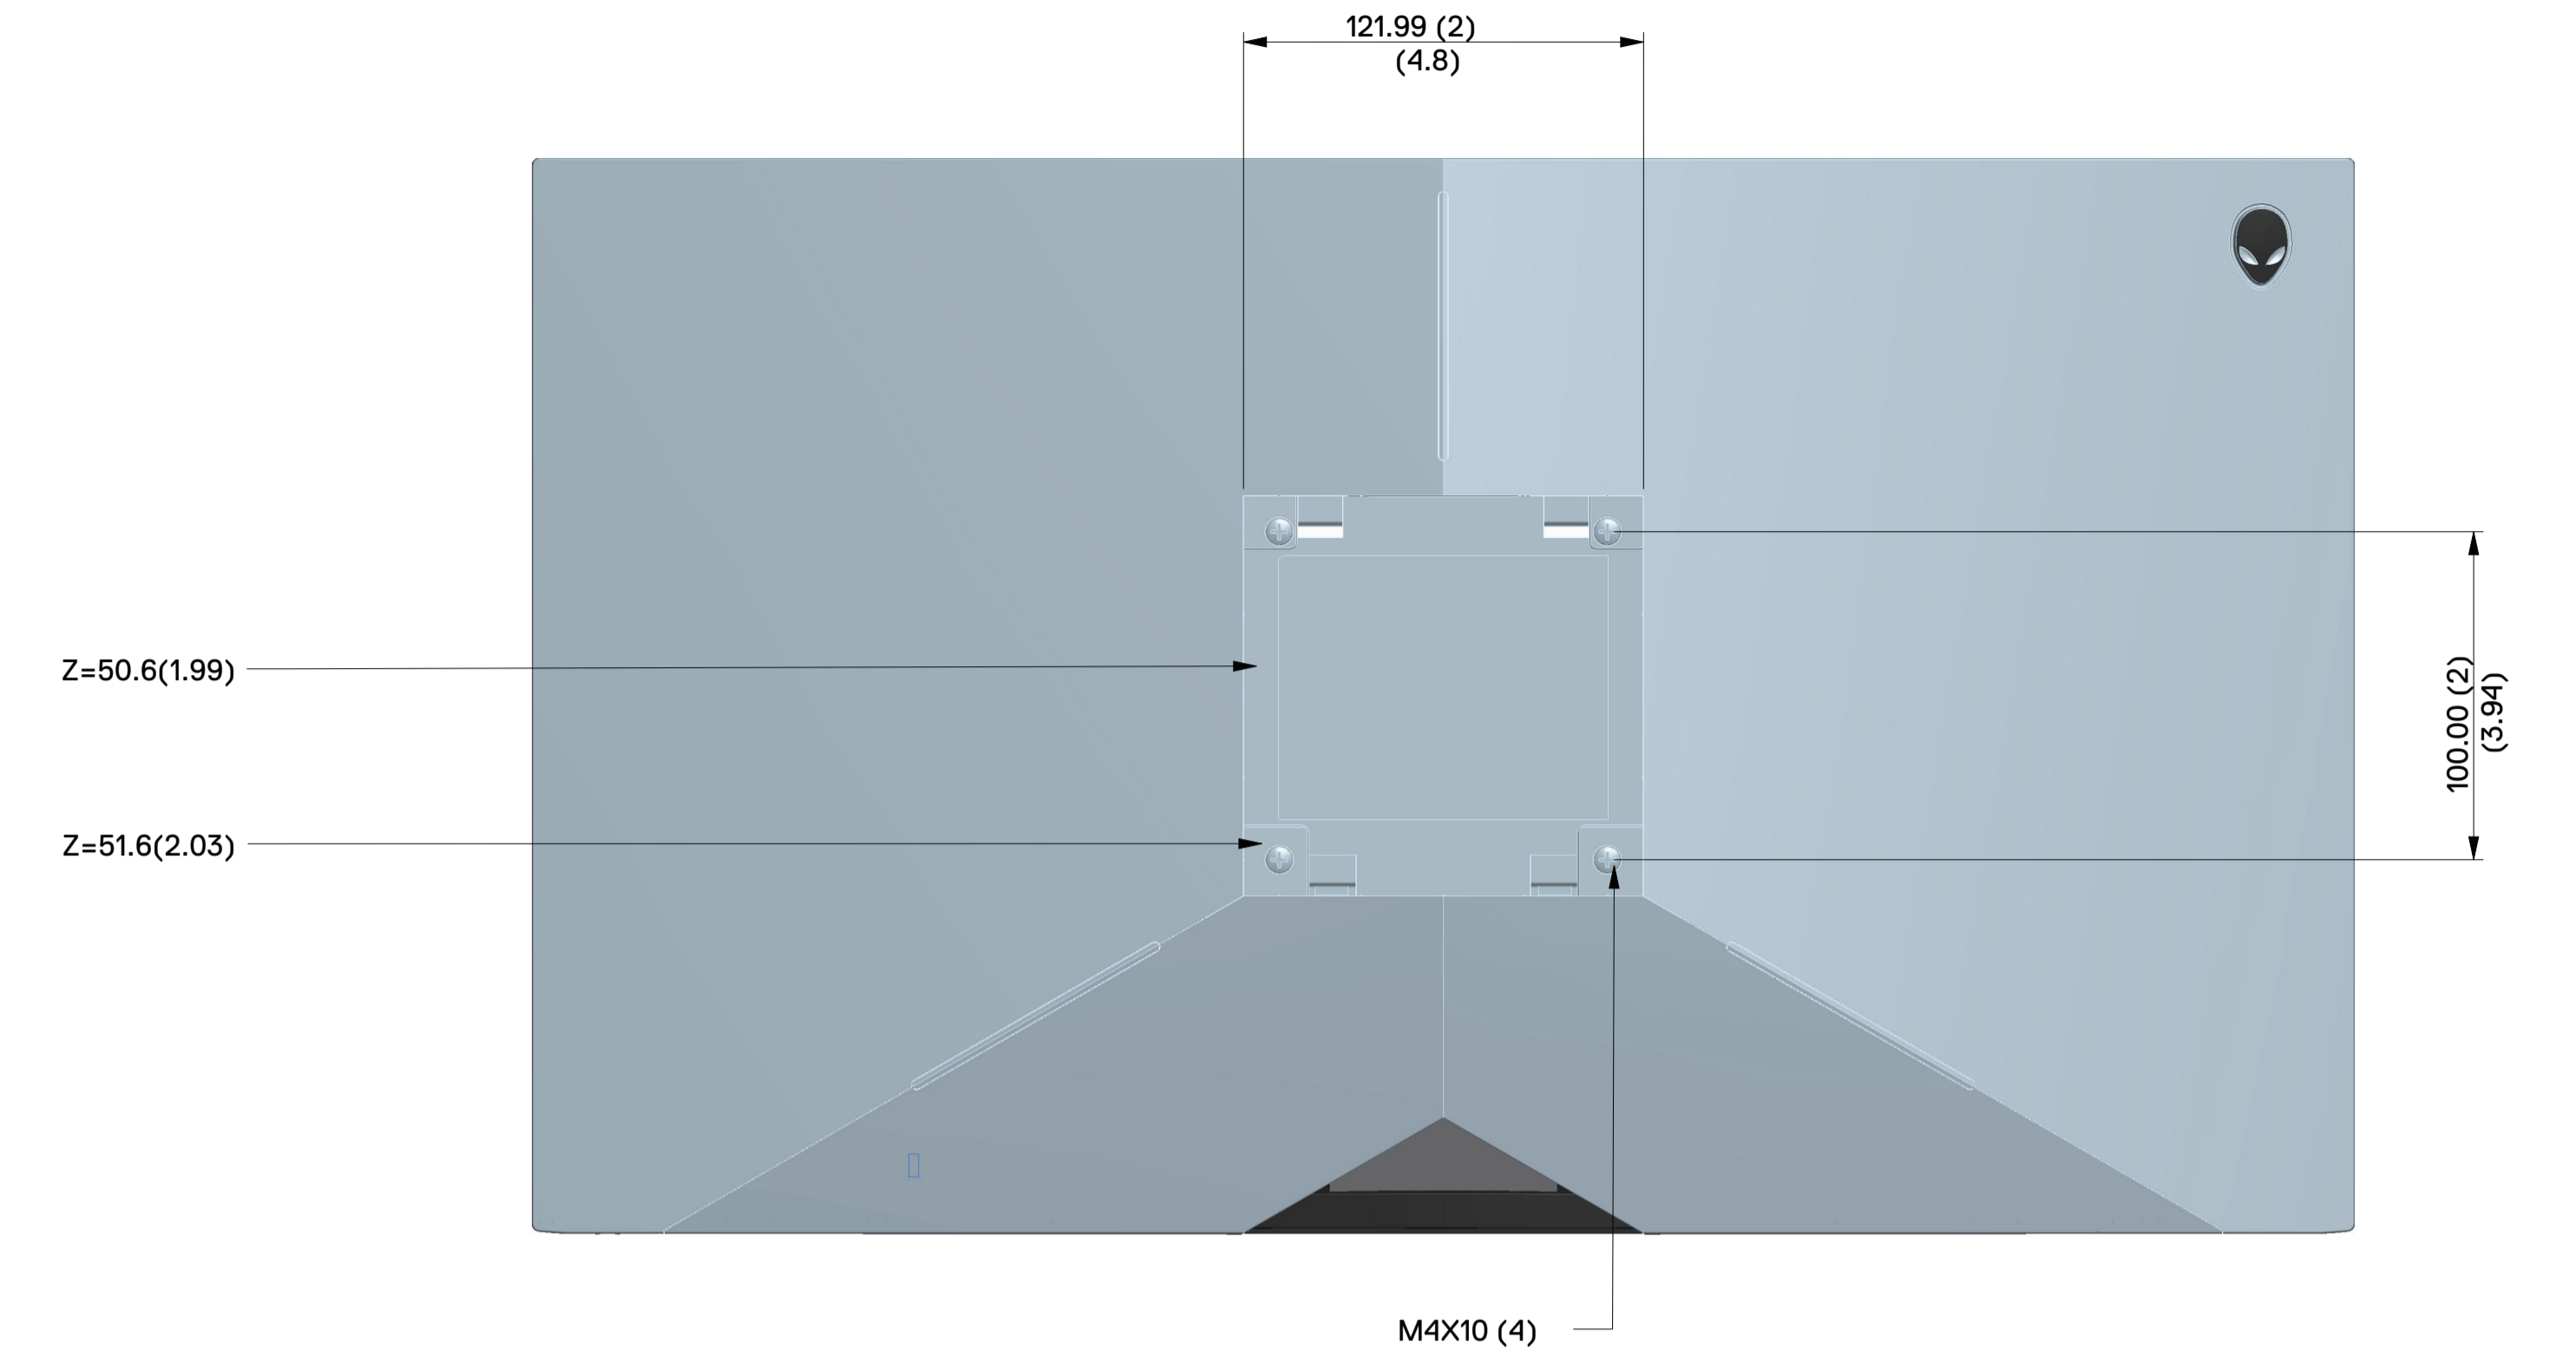 121.99 (2)
(4.8)
Z=50.6(1.99)
100.00 (2)
(3.94)
Z=51.6(2.03)
M4X10 (4)